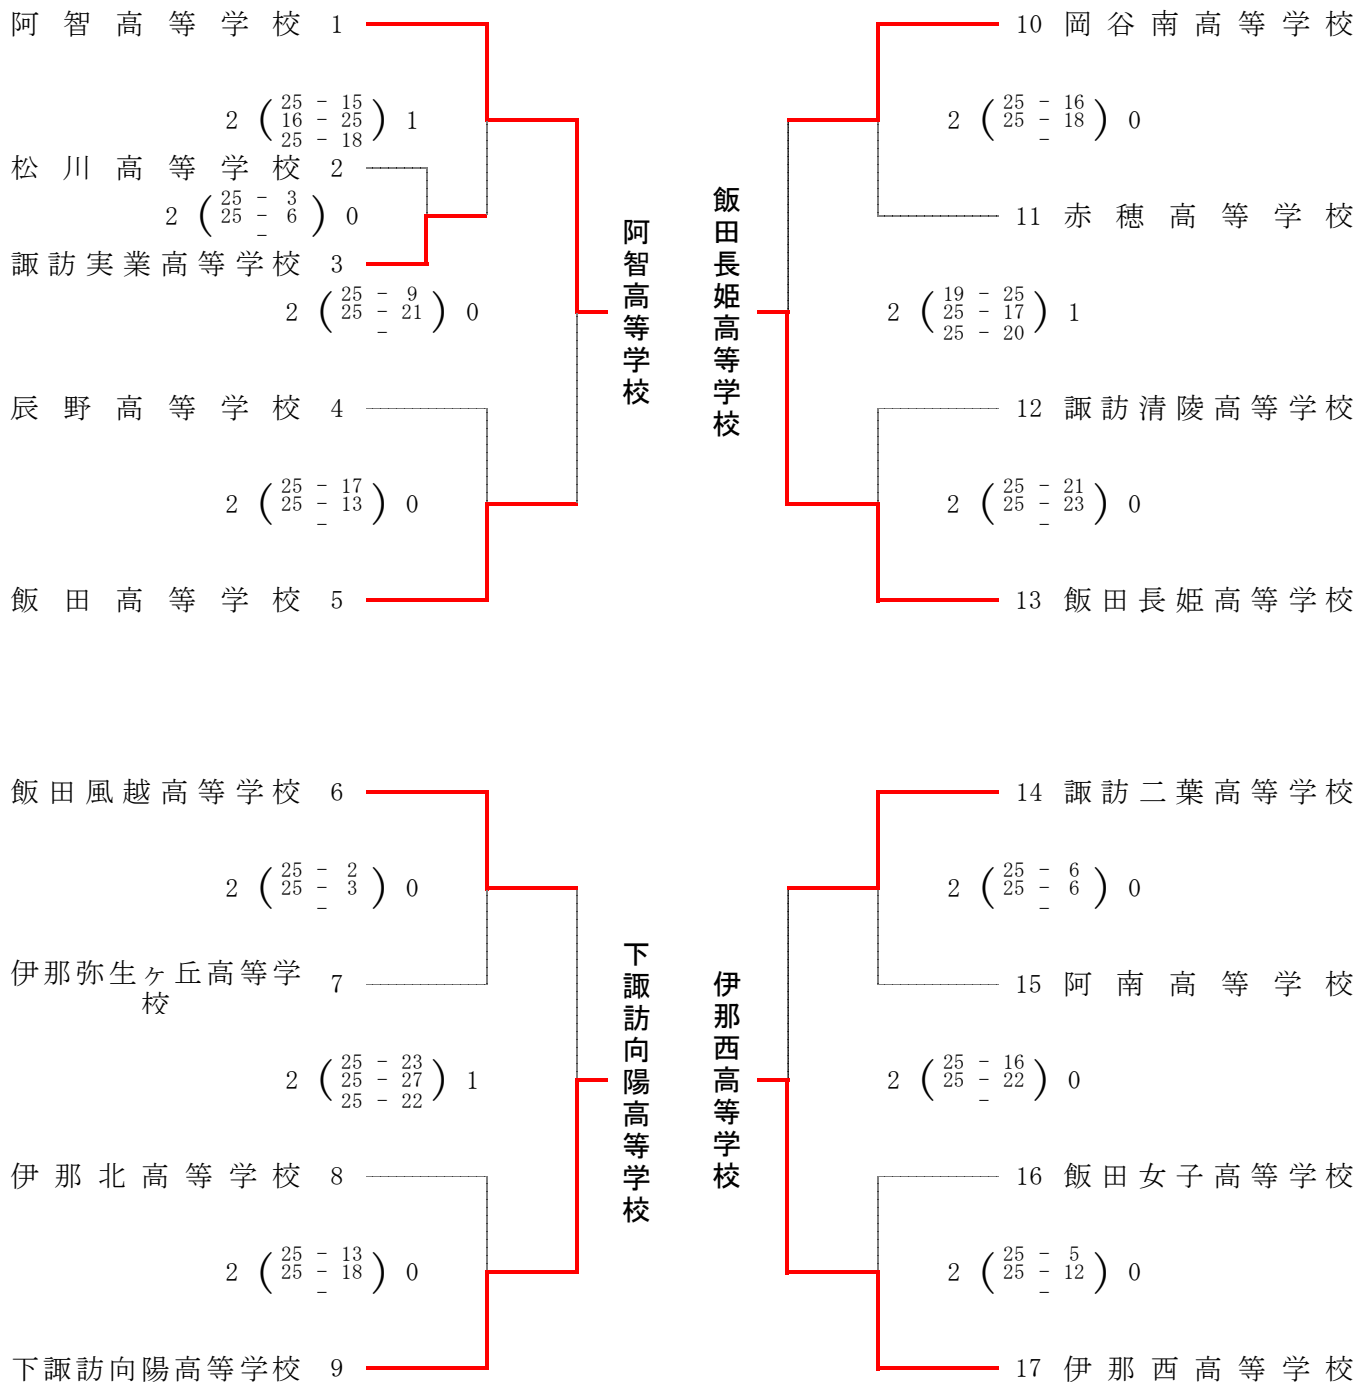 阿智高等学校 1
2 ( 25 - 15
16 - 25
25 - 18 ) 1
松川高等学校 2
2 ( 25 - 3
25 - 6
- ) 0
諏訪実業高等学校 3
2 ( 25 - 9
25 - 21
- ) 0
辰野高等学校 4
2 ( 25 - 17
25 - 13
- ) 0
飯田高等学校 5
阿智高等学校
飯田長姫高等学校
10 岡谷南高等学校
2 ( 25 - 16
25 - 18
- ) 0
11 赤穂高等学校
2 ( 19 - 25
25 - 17
25 - 20 ) 1
12 諏訪清陵高等学校
2 ( 25 - 21
25 - 23
- ) 0
13 飯田長姫高等学校
飯田風越高等学校 6
2 ( 25 - 2
25 - 3
- ) 0
伊那弥生ヶ丘高等学
校 7
2 ( 25 - 23
25 - 27
25 - 22 ) 1
伊那北高等学校 8
2 ( 25 - 13
25 - 18
- ) 0
下諏訪向陽高等学校 9
下諏訪向陽高等学校
伊那西高等学校
14 諏訪二葉高等学校
2 ( 25 - 6
25 - 6
- ) 0
15 阿南高等学校
2 ( 25 - 16
25 - 22
- ) 0
16 飯田女子高等学校
2 ( 25 - 5
25 - 12
- ) 0
17 伊那西高等学校